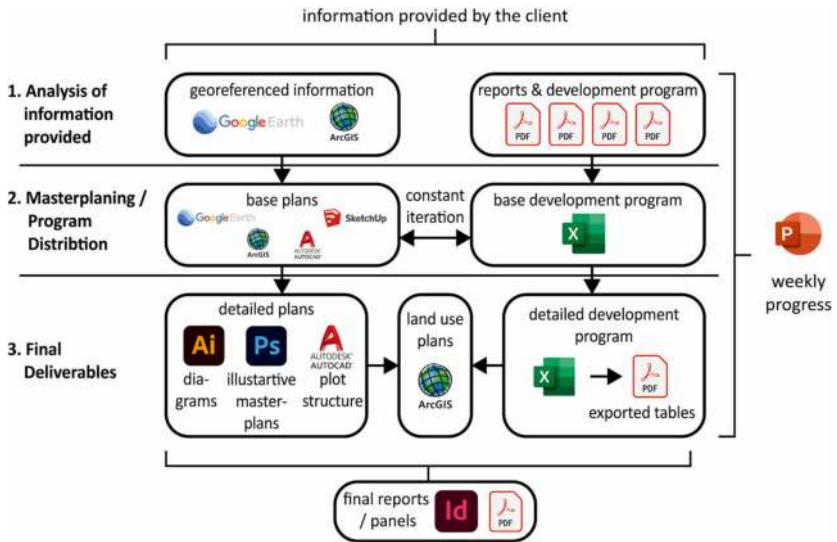 information provided by the client
1. Analysis of
information
provided
georeferenced information
Google Earth
ArcGIS
reports & development program
PDF
PDF
PDF
PDF
2. Masterplaning /
Program
Distribtion
base plans
Google Earth
SketchUp
ArcGIS
A
AUTODESK
AUTOCAD
constant
iteration
base development program
X
P
weekly
progress
3. Final
Deliverables
detailed plans
Ai
Ps
A
AUTODESK
AUTOCAD
dia-
grams
illustartive
master-
plans
plot
structure
land use
plans
ArcGIS
detailed development
program
X
PDF
exported tables
final reports
/ panels
Id
PDF